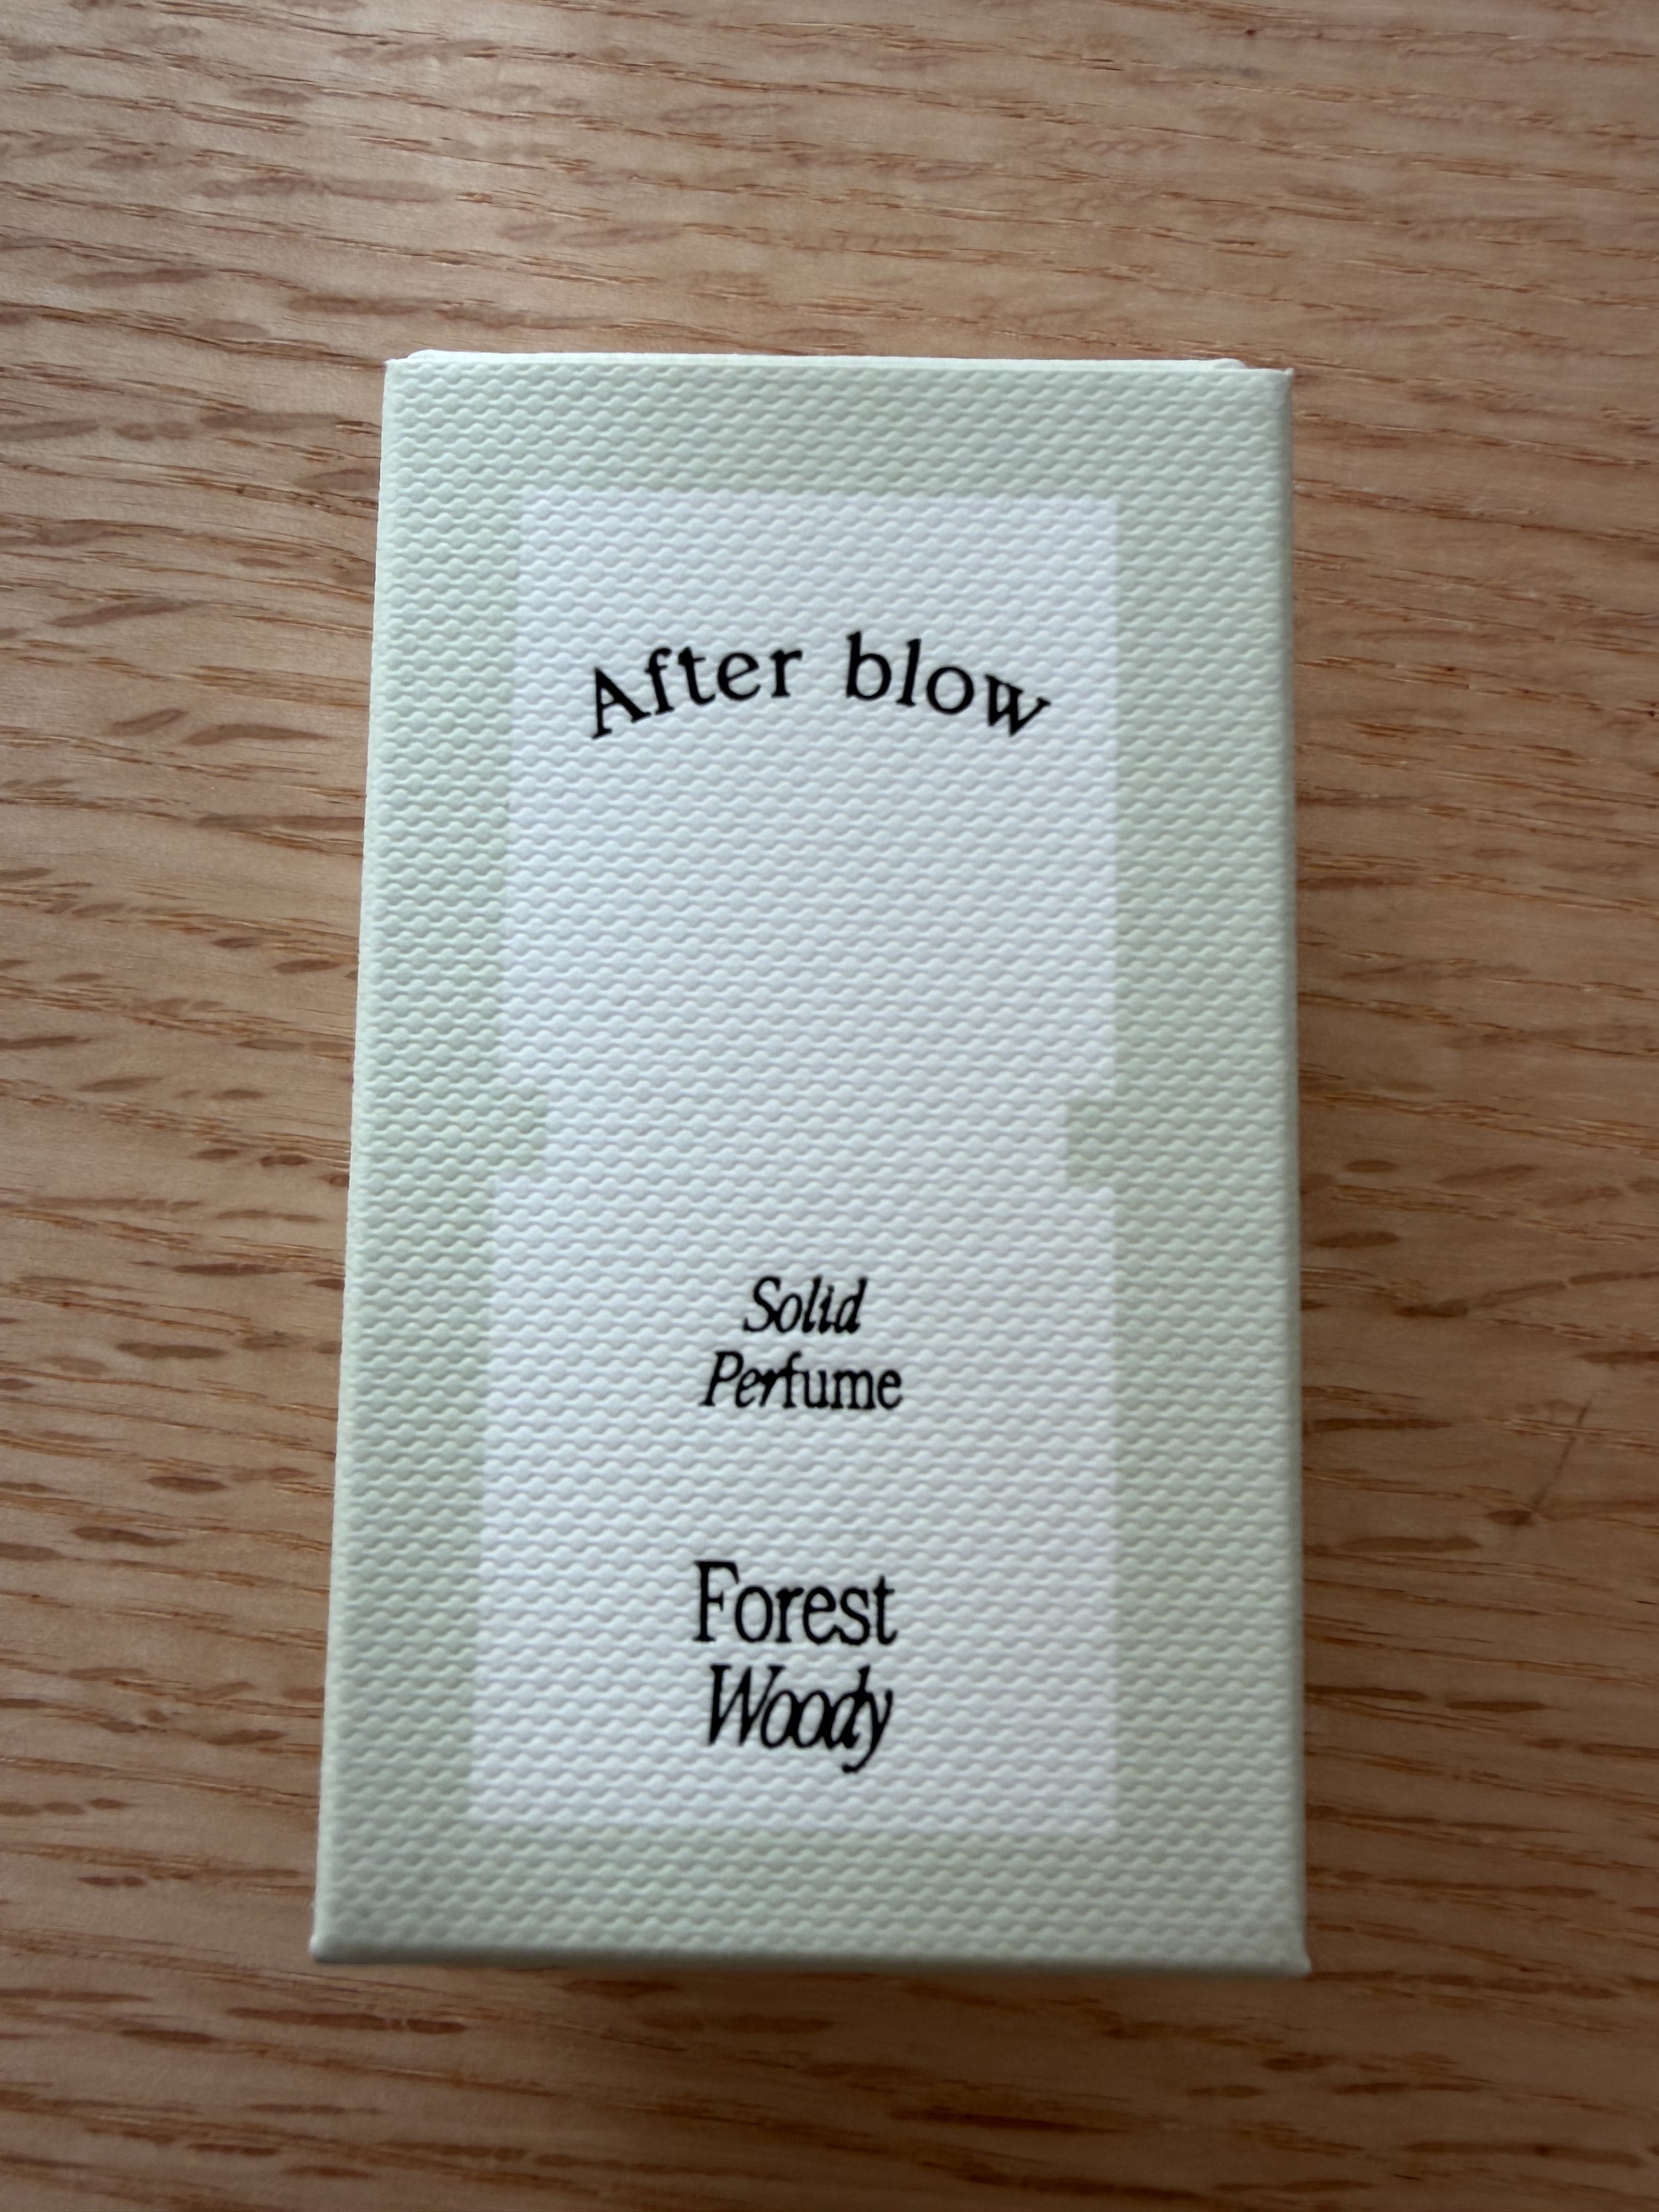 After blow
Solid
Perfume
Forest
Woody